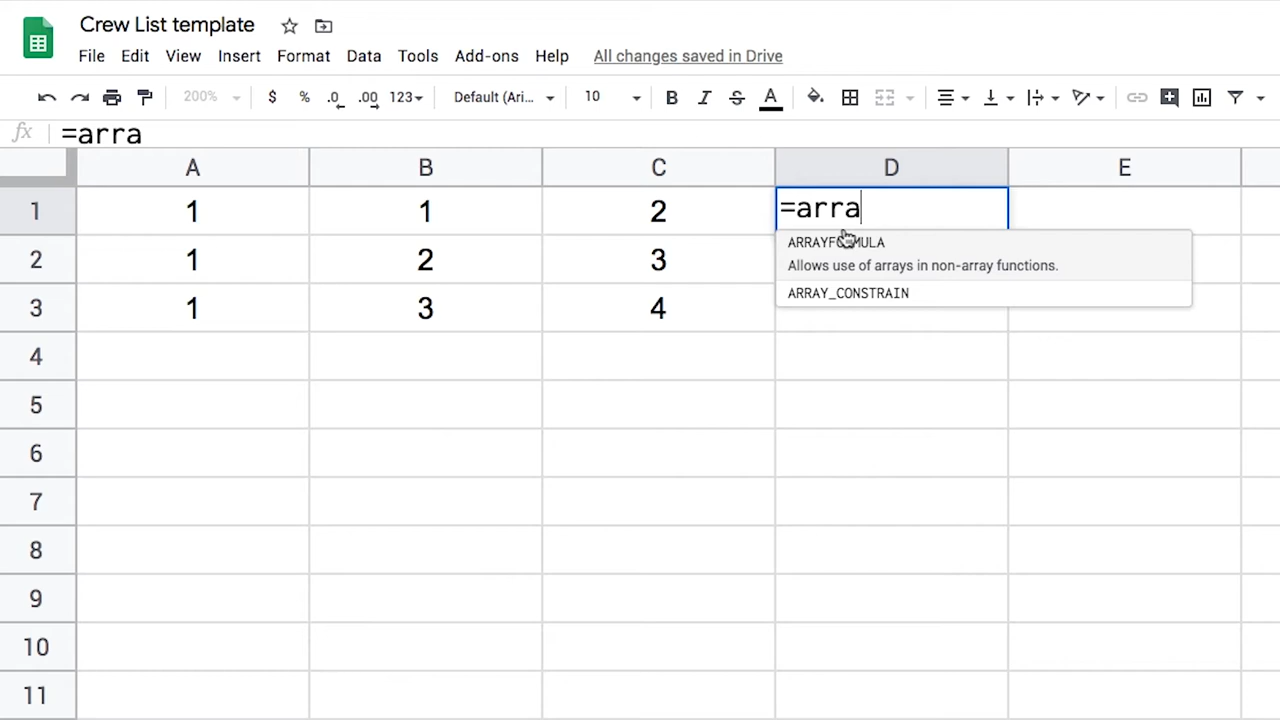 Crew List template
File Edit View Insert Format Data Tools Add-ons Help All changes saved in Drive
200% $ % .0 .00 123 Default (Ari... 10 B I S A
fx =arra
A B C D E
1 1 1 2 =arra
ARRAYFORMULA
2 1 2 3
Allows use of arrays in non-array functions.
ARRAY_CONSTRAIN
3 1 3 4
4
5
6
7
8
9
10
11